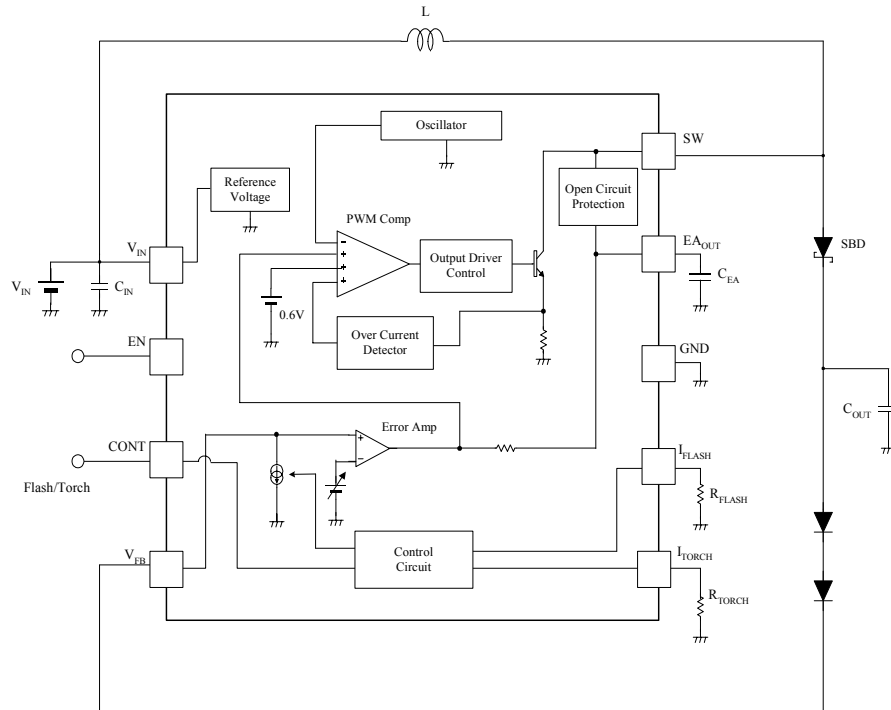 L
Oscillator
SW
Reference
Voltage
Open Circuit
Protection
PWM Comp
V_IN
EA_OUT
SBD
Output Driver
Control
V_IN
C_IN
C_EA
0.6V
EN
Over Current
Detector
GND
C_OUT
CONT
Error Amp
I_FLASH
Flash/Torch
R_FLASH
V_FB
Control
Circuit
I_TORCH
R_TORCH
- + + +
+ -